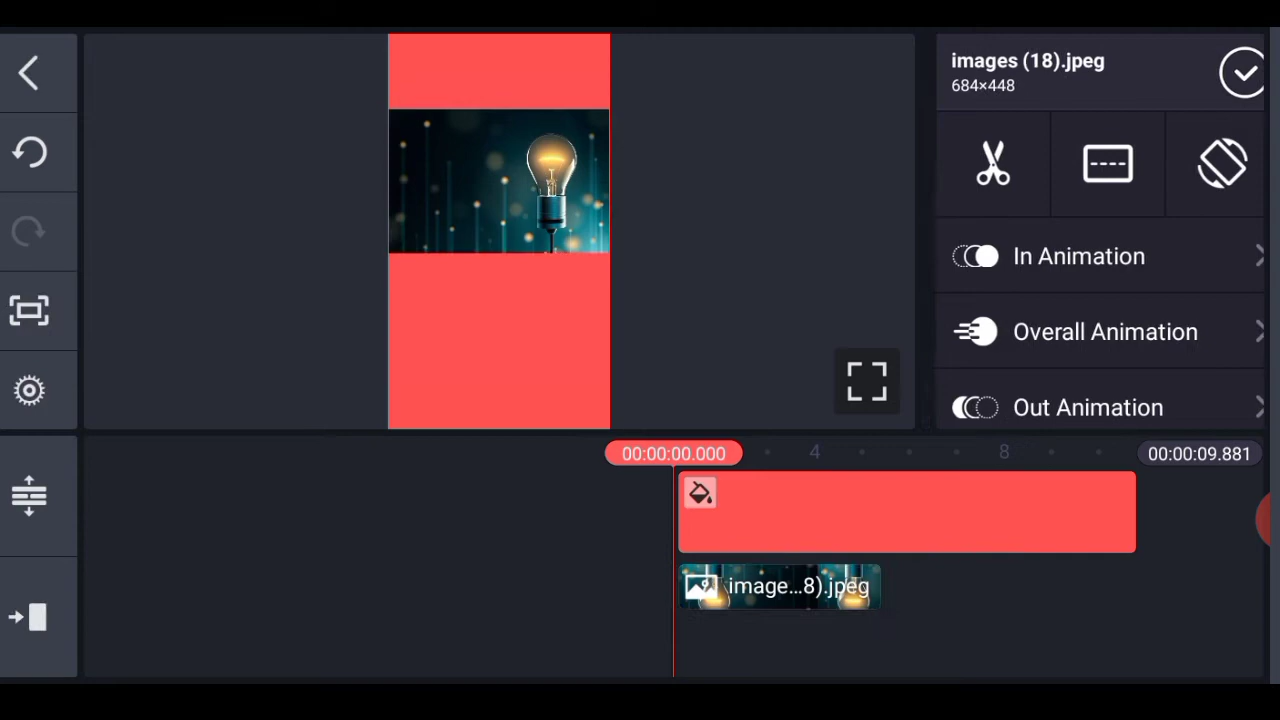 images (18).jpeg
684×448
In Animation
Overall Animation
Out Animation
00:00:00.000
4
8
00:00:09.881
image...8).jpeg